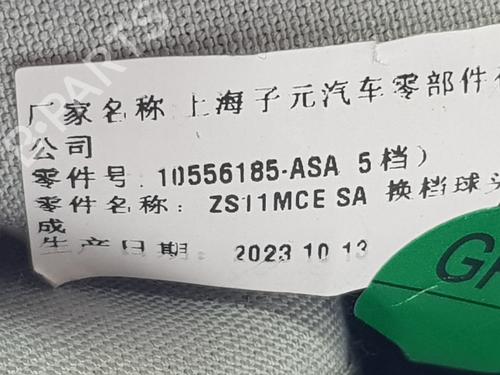 厂家名称 上海子元汽车零部件
公司
零件号 10556185-ASA 5档)
零件名称: ZS11MCE SA 换档球头
成
生产日期: 2023 10 13
B-PARTS